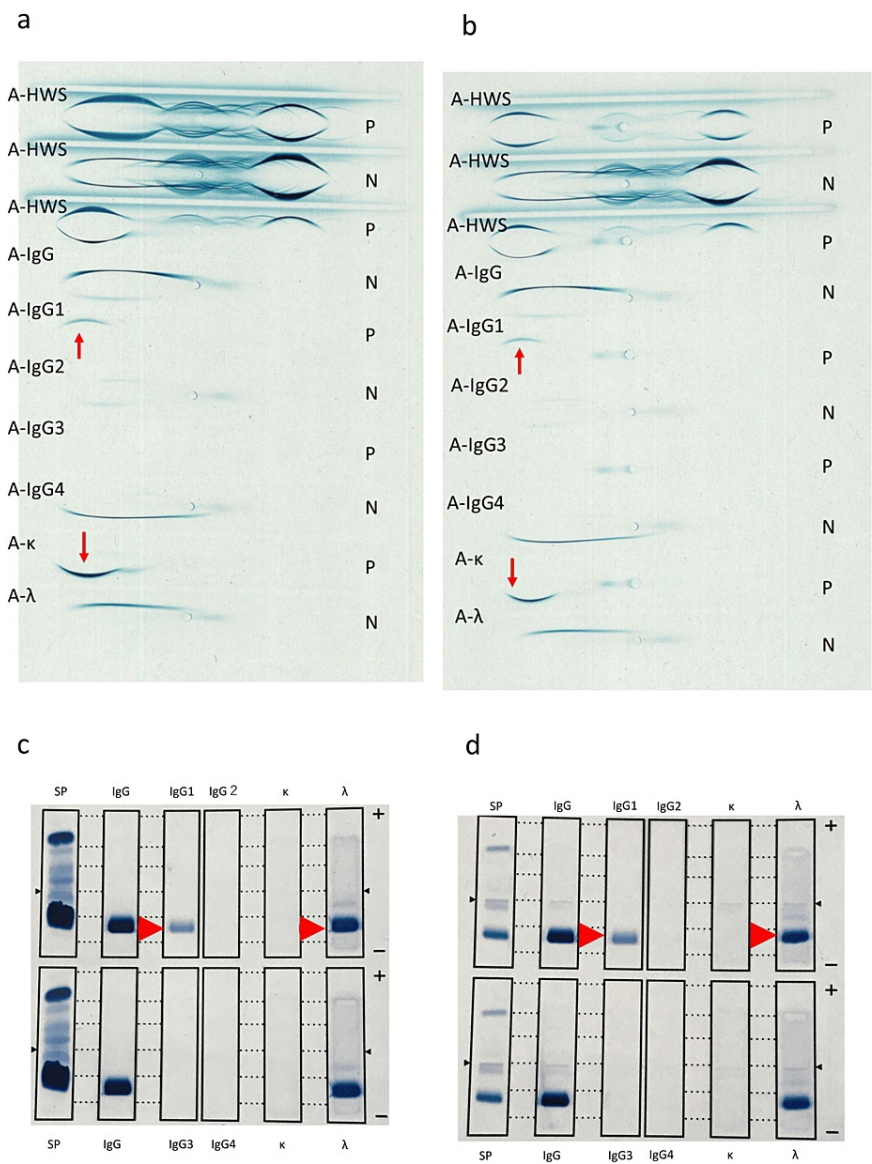 a
A-HWS
P
A-HWS
N
A-HWS
P
A-IgG
N
A-IgG1
P
A-IgG2
N
A-IgG3
P
A-IgG4
N
A-κ
P
A-λ
N
b
A-HWS
P
A-HWS
N
A-HWS
P
A-IgG
N
A-IgG1
P
A-IgG2
N
A-IgG3
P
A-IgG4
N
A-κ
P
A-λ
N
c
SP IgG IgG1 IgG 2 κ λ
+
−
+
−
SP IgG IgG3 IgG4 κ λ
d
SP IgG IgG1 IgG2 κ λ
+
−
+
−
SP IgG IgG3 IgG4 κ λ